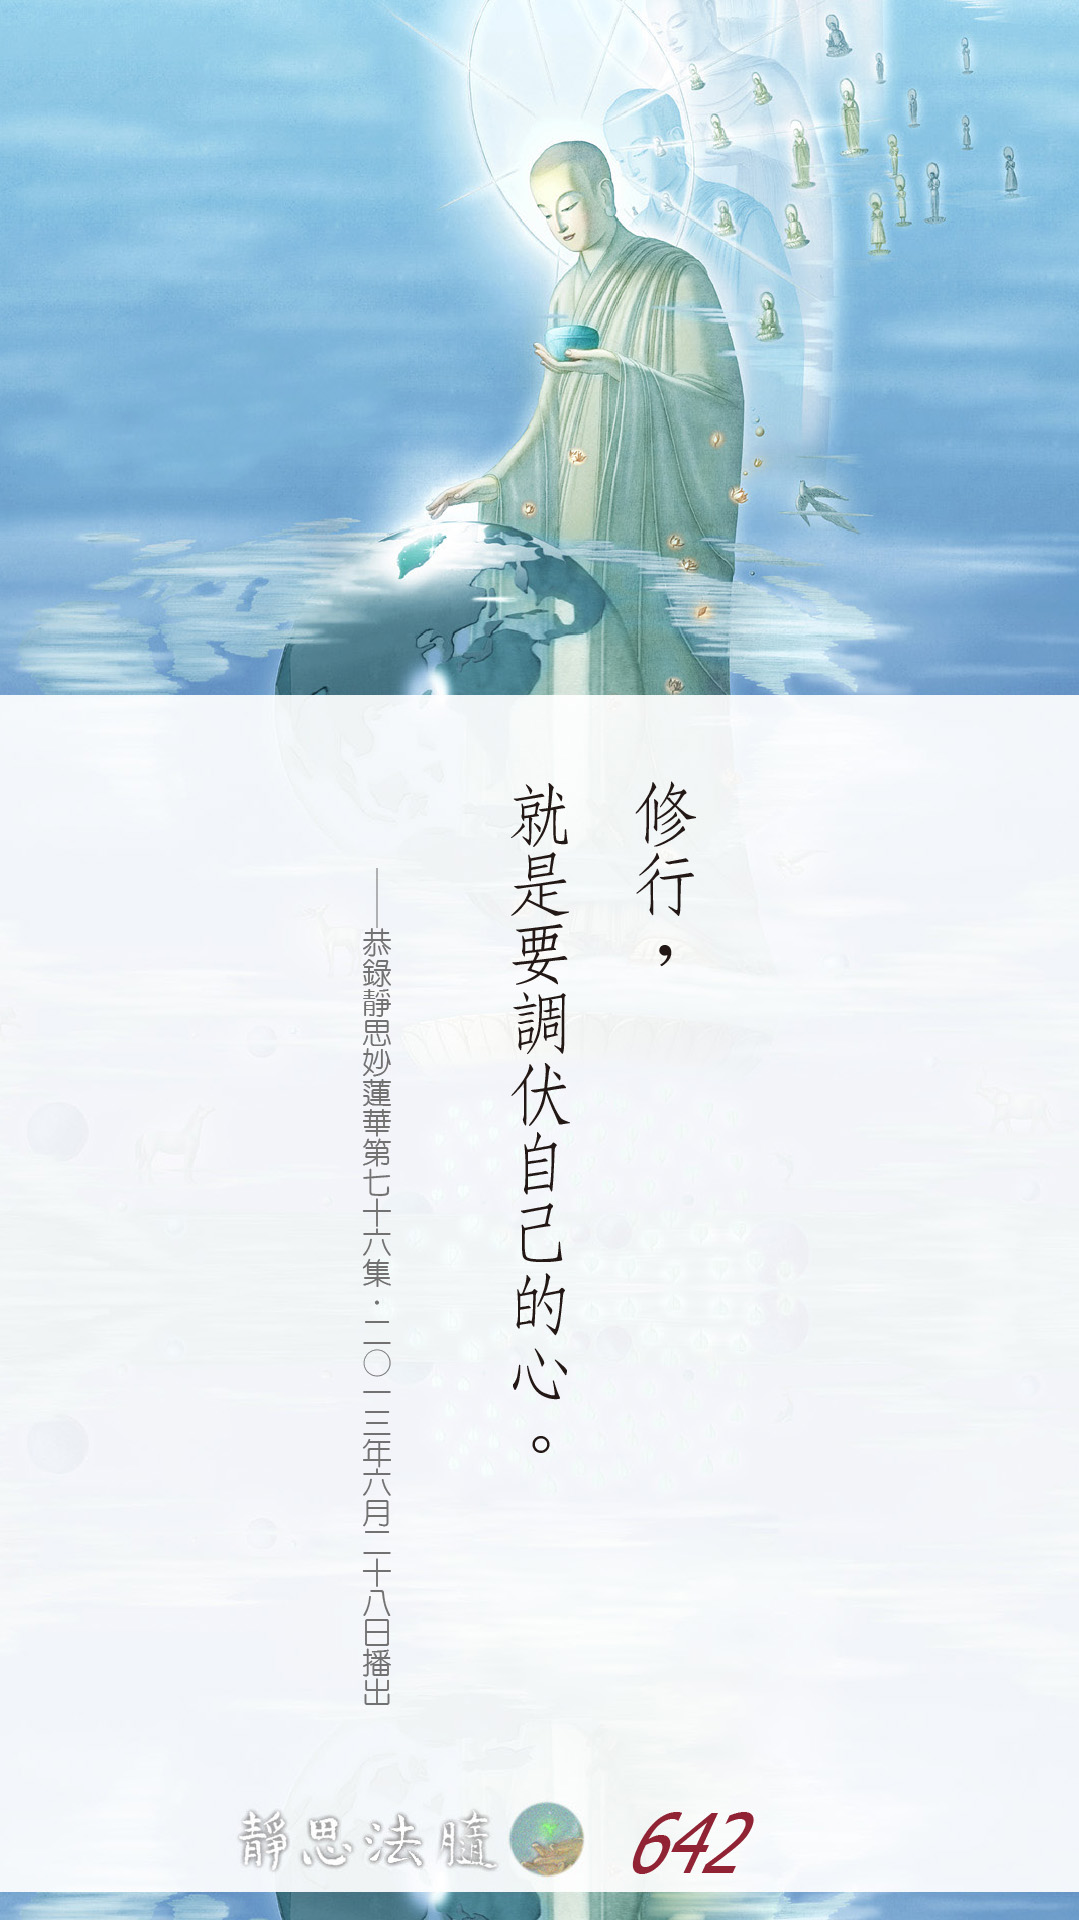 修行，
就是要調伏自己的心。
——恭錄靜思妙蓮華第七十六集．二〇一三年六月二十八日播出
靜思法髓
642